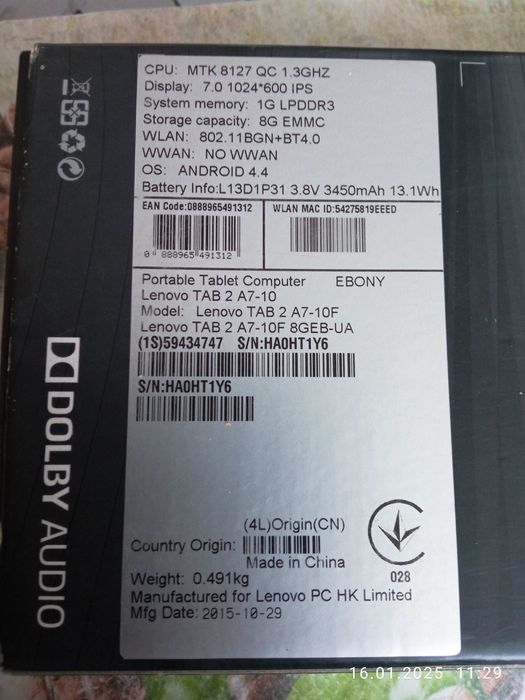 CPU: MTK 8127 QC 1.3GHZ
Display: 7.0 1024*600 IPS
System memory: 1G LPDDR3
Storage capacity: 8G EMMC
WLAN: 802.11BGN+BT4.0
WWAN: NO WWAN
OS: ANDROID 4.4
Battery Info:L13D1P31 3.8V 3450mAh 13.1Wh
EAN Code:0888965491312
WLAN MAC ID:54275819EEED
0 888965 491312
Portable Tablet Computer EBONY
Lenovo TAB 2 A7-10
Model: Lenovo TAB 2 A7-10F
Lenovo TAB 2 A7-10F 8GEB-UA
(1S)59434747 S/N:HA0HT1Y6
S/N:HA0HT1Y6
DOLBY AUDIO
(4L)Origin(CN)
Country Origin:
Made in China
028
Weight: 0.491kg
Manufactured for Lenovo PC HK Limited
Mfg Date: 2015-10-29
16.01.2025 11:29